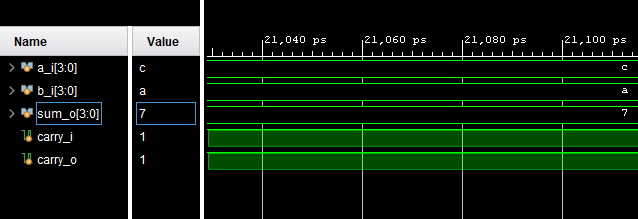 Name Value
21,040 ps 21,060 ps 21,080 ps 21,100 ps
a_i[3:0] c c
b_i[3:0] a a
sum_o[3:0] 7 7
carry_i 1
carry_o 1